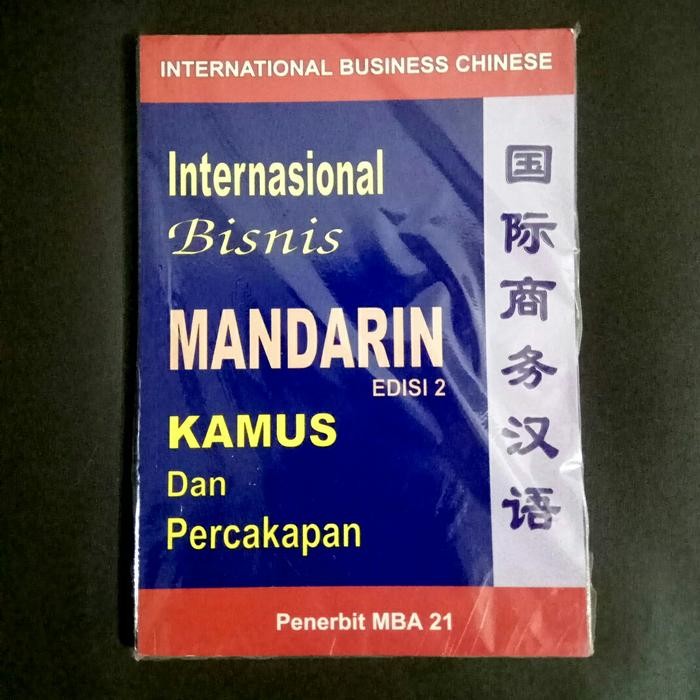 INTERNATIONAL BUSINESS CHINESE
Internasional
Bisnis
MANDARIN
EDISI 2
KAMUS
Dan
Percakapan
国际商务汉语
Penerbit MBA 21